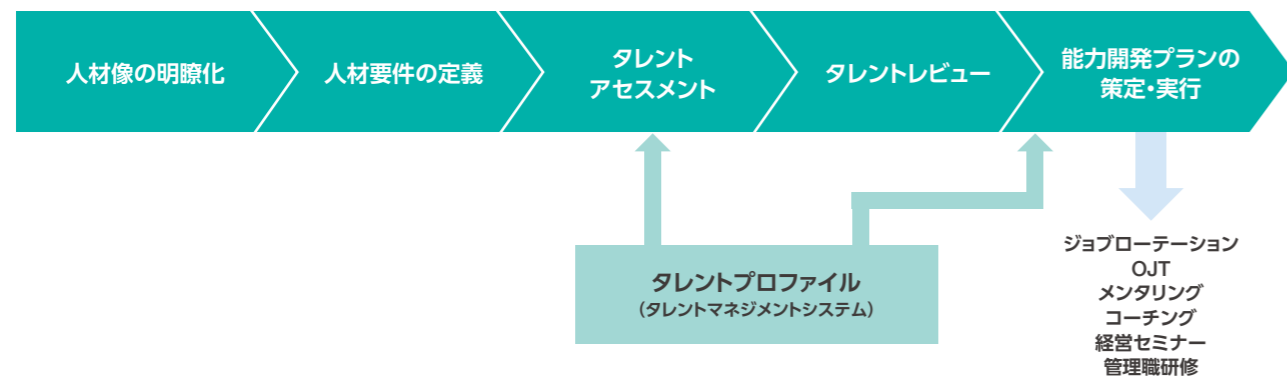 人材像の明瞭化
人材要件の定義
タレント
アセスメント
タレントレビュー
能力開発プランの
策定・実行
タレントプロファイル
（タレントマネジメントシステム）
ジョブローテーション
OJT
メンタリング
コーチング
経営セミナー
管理職研修